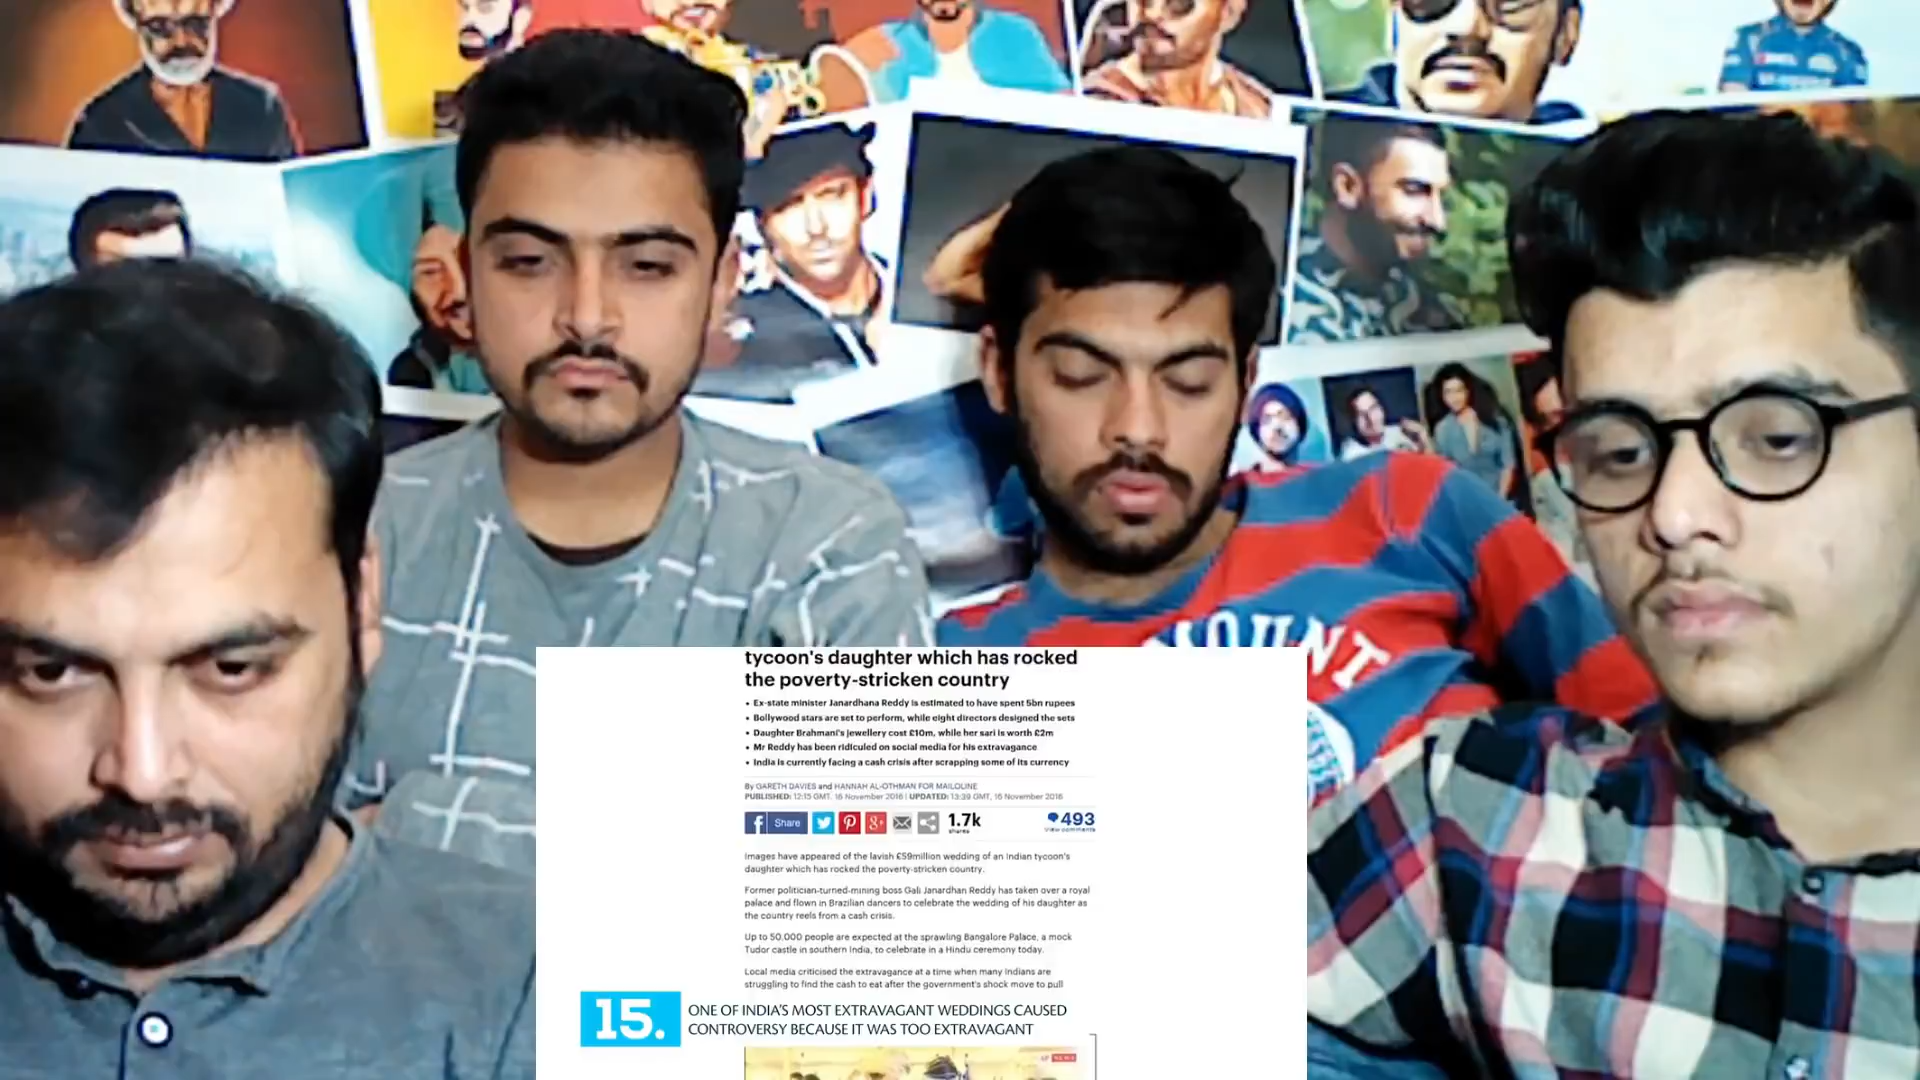 MOUNT
tycoon's daughter which has rocked
the poverty-stricken country
• Ex-state minister Janardhana Reddy is estimated to have spent 5bn rupees
• Bollywood stars are set to perform, while eight directors designed the sets
• Daughter Brahmani's jewellery cost £10m, while her sari is worth £2m
• Mr Reddy has been ridiculed on social media for his extravagance
• India is currently facing a cash crisis after scrapping some of its currency
By GARETH DAVIES and HANNAH AL-OTHMAN FOR MAILOLINE
PUBLISHED: 12:15 GMT, 16 November 2016 | UPDATED: 13:39 GMT, 16 November 2016
Share 1.7k shares 493 View comments
Images have appeared of the lavish £59million wedding of an Indian tycoon's
daughter which has rocked the poverty-stricken country.
Former politician-turned-mining boss Gali Janardhan Reddy has taken over a royal
palace and flown in Brazilian dancers to celebrate the wedding of his daughter as
the country reels from a cash crisis.
Up to 50,000 people are expected at the sprawling Bangalore Palace, a mock
Tudor castle in southern India, to celebrate in a Hindu ceremony today.
Local media criticised the extravagance at a time when many Indians are
struggling to find the cash to eat after the government's shock move to pull
15. ONE OF INDIA'S MOST EXTRAVAGANT WEDDINGS CAUSED
CONTROVERSY BECAUSE IT WAS TOO EXTRAVAGANT